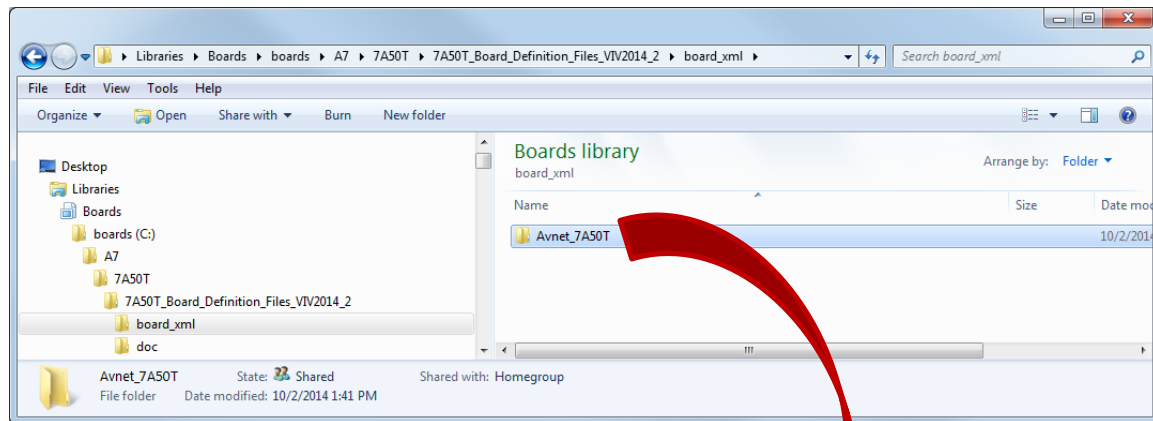 Libraries Boards boards A7 7A50T 7A50T_Board_Definition_Files_VIV2014_2 board_xml Search board_xml
File Edit View Tools Help
Organize Open Share with Burn New folder
Boards library
board_xml
Arrange by: Folder
Name Size Date mod
Avnet_7A50T 10/2/2014
Desktop
Libraries
Boards
boards (C:)
A7
7A50T
7A50T_Board_Definition_Files_VIV2014_2
board_xml
doc
Avnet_7A50T State: Shared Shared with: Homegroup
File folder Date modified: 10/2/2014 1:41 PM